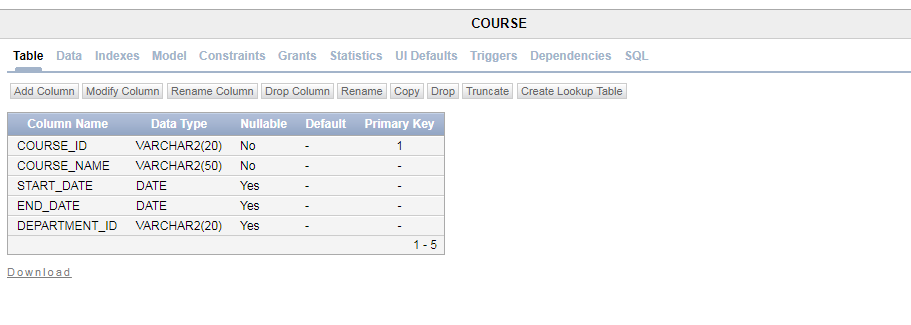 COURSE
Table Data Indexes Model Constraints Grants Statistics UI Defaults Triggers Dependencies SQL
Add Column Modify Column Rename Column Drop Column Rename Copy Drop Truncate Create Lookup Table
Column Name Data Type Nullable Default Primary Key
COURSE_ID VARCHAR2(20) No - 1
COURSE_NAME VARCHAR2(50) No - -
START_DATE DATE Yes - -
END_DATE DATE Yes - -
DEPARTMENT_ID VARCHAR2(20) Yes - -
1 - 5
Download